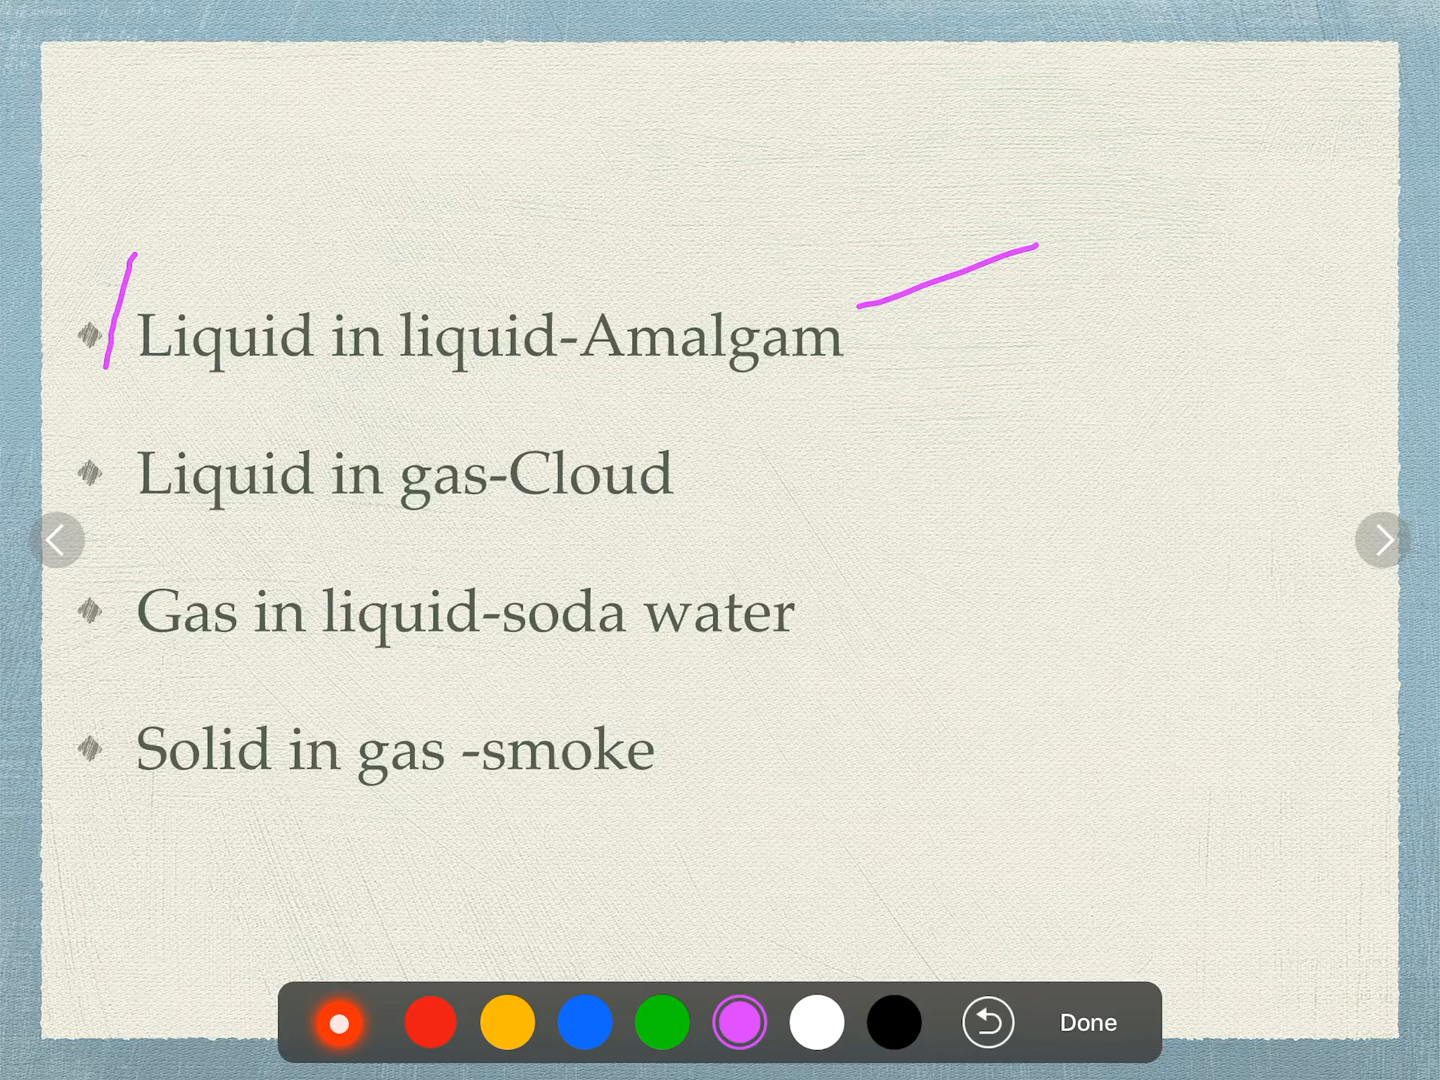 Liquid in liquid-Amalgam
Liquid in gas-Cloud
Gas in liquid-soda water
Solid in gas -smoke
Done